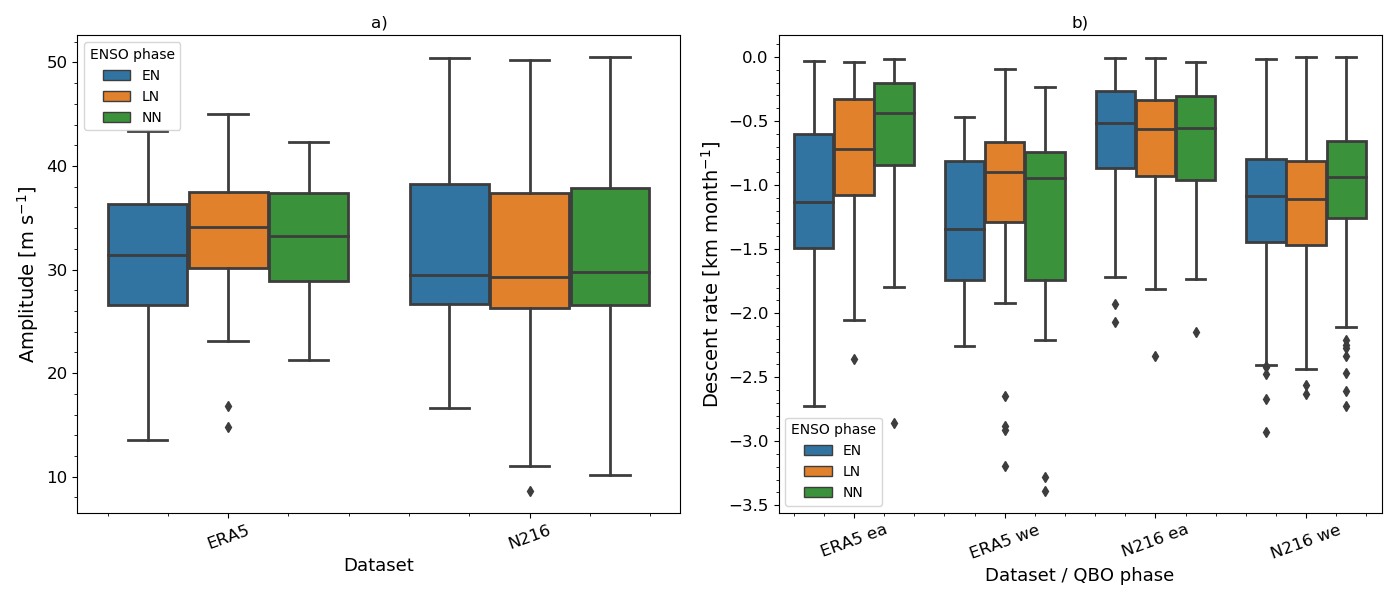 a)
ENSO phase
EN
LN
NN
50
40
30
20
10
Amplitude [m s⁻¹]
ERA5
N216
Dataset
b)
0.0
−0.5
−1.0
−1.5
−2.0
−2.5
−3.0
−3.5
Descent rate [km month⁻¹]
ENSO phase
EN
LN
NN
ERA5 ea
ERA5 we
N216 ea
N216 we
Dataset / QBO phase